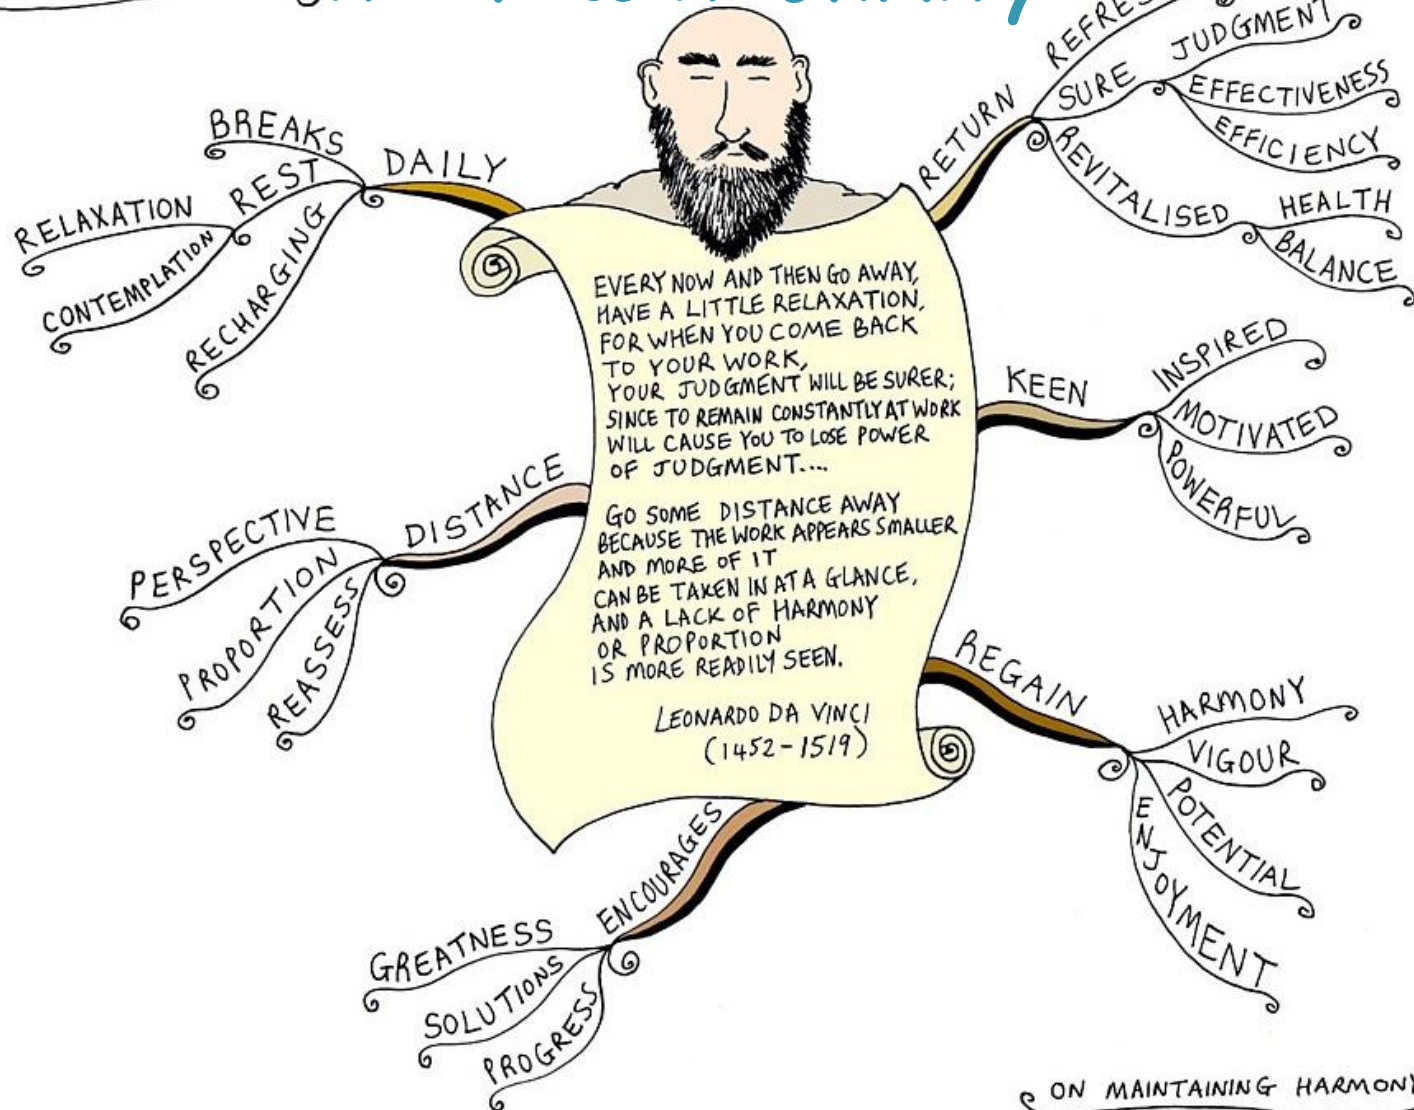 DAILY
BREAKS
REST
RELAXATION
CONTEMPLATION
RECHARGING
DISTANCE
PERSPECTIVE
PROPORTION
REASSESS
ENCOURAGES
GREATNESS
SOLUTIONS
PROGRESS
EVERY NOW AND THEN GO AWAY,
HAVE A LITTLE RELAXATION,
FOR WHEN YOU COME BACK
TO YOUR WORK,
YOUR JUDGMENT WILL BE SURER;
SINCE TO REMAIN CONSTANTLY AT WORK
WILL CAUSE YOU TO LOSE POWER
OF JUDGMENT....
GO SOME DISTANCE AWAY
BECAUSE THE WORK APPEARS SMALLER
AND MORE OF IT
CAN BE TAKEN IN AT A GLANCE,
AND A LACK OF HARMONY
OR PROPORTION
IS MORE READILY SEEN.
LEONARDO DA VINCI
(1452-1519)
RETURN
SURE
JUDGMENT
EFFECTIVENESS
EFFICIENCY
REVITALISED
HEALTH
BALANCE
KEEN
INSPIRED
MOTIVATED
POWERFUL
REGAIN
HARMONY
VIGOUR
POTENTIAL
ENJOYMENT
ON MAINTAINING HARMONY